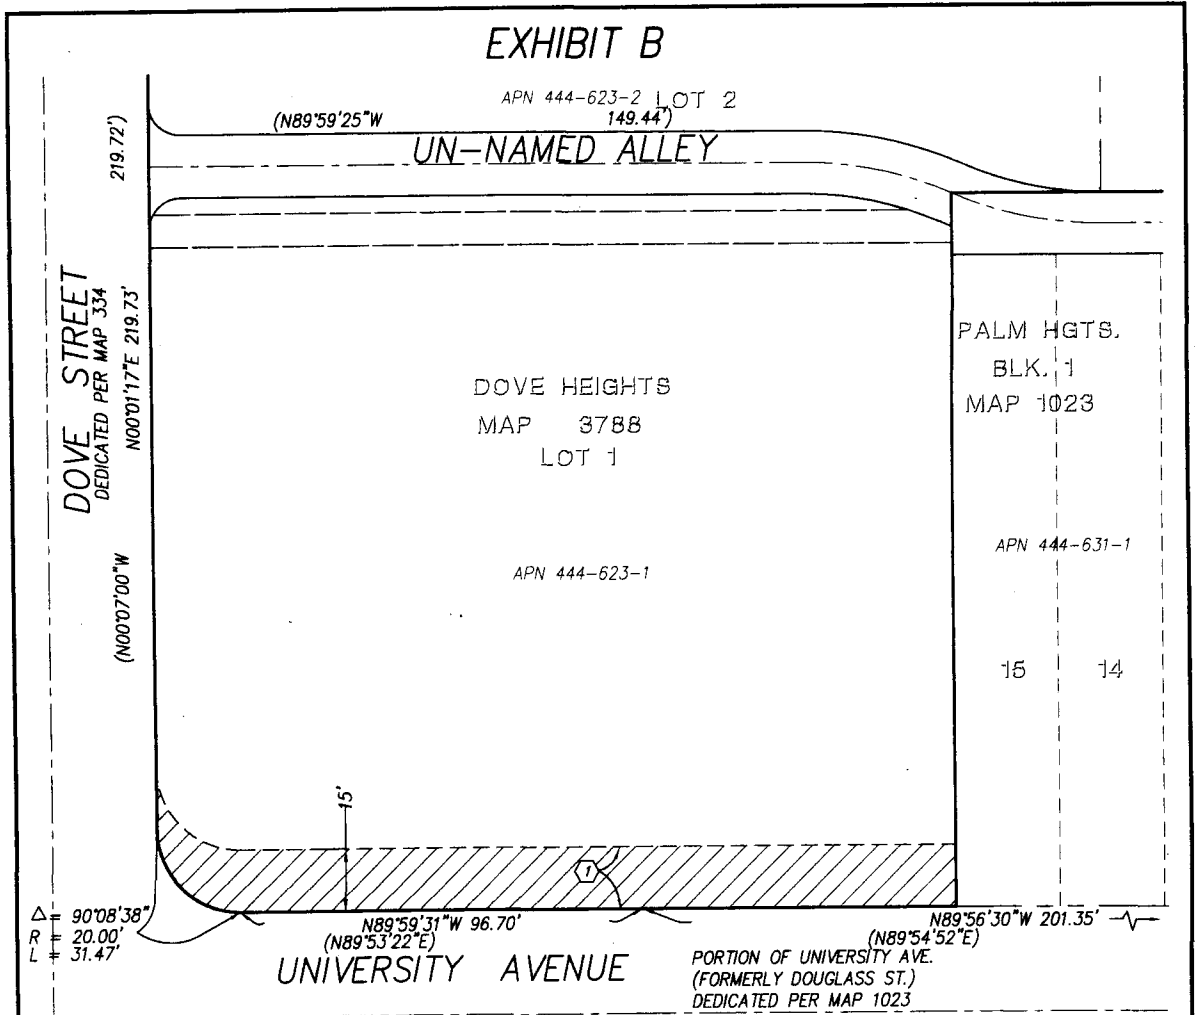 EXHIBIT B
APN 444-623-2 LOT 2
(N89°59'25"W 149.44')
UN-NAMED ALLEY
219.72')
DOVE STREET
DEDICATED PER MAP 334
N00°01'17"E 219.73'
(N00°07'00"W
DOVE HEIGHTS
MAP 3788
LOT 1
APN 444-623-1
PALM HGTS.
BLK. 1
MAP 1023
APN 444-631-1
15 14
15'
1
Δ = 90°08'38"
R = 20.00'
L = 31.47'
N89°59'31"W 96.70'
(N89°53'22"E)
N89°56'30"W 201.35'
(N89°54'52"E)
UNIVERSITY AVENUE
PORTION OF UNIVERSITY AVE.
(FORMERLY DOUGLASS ST.)
DEDICATED PER MAP 1023